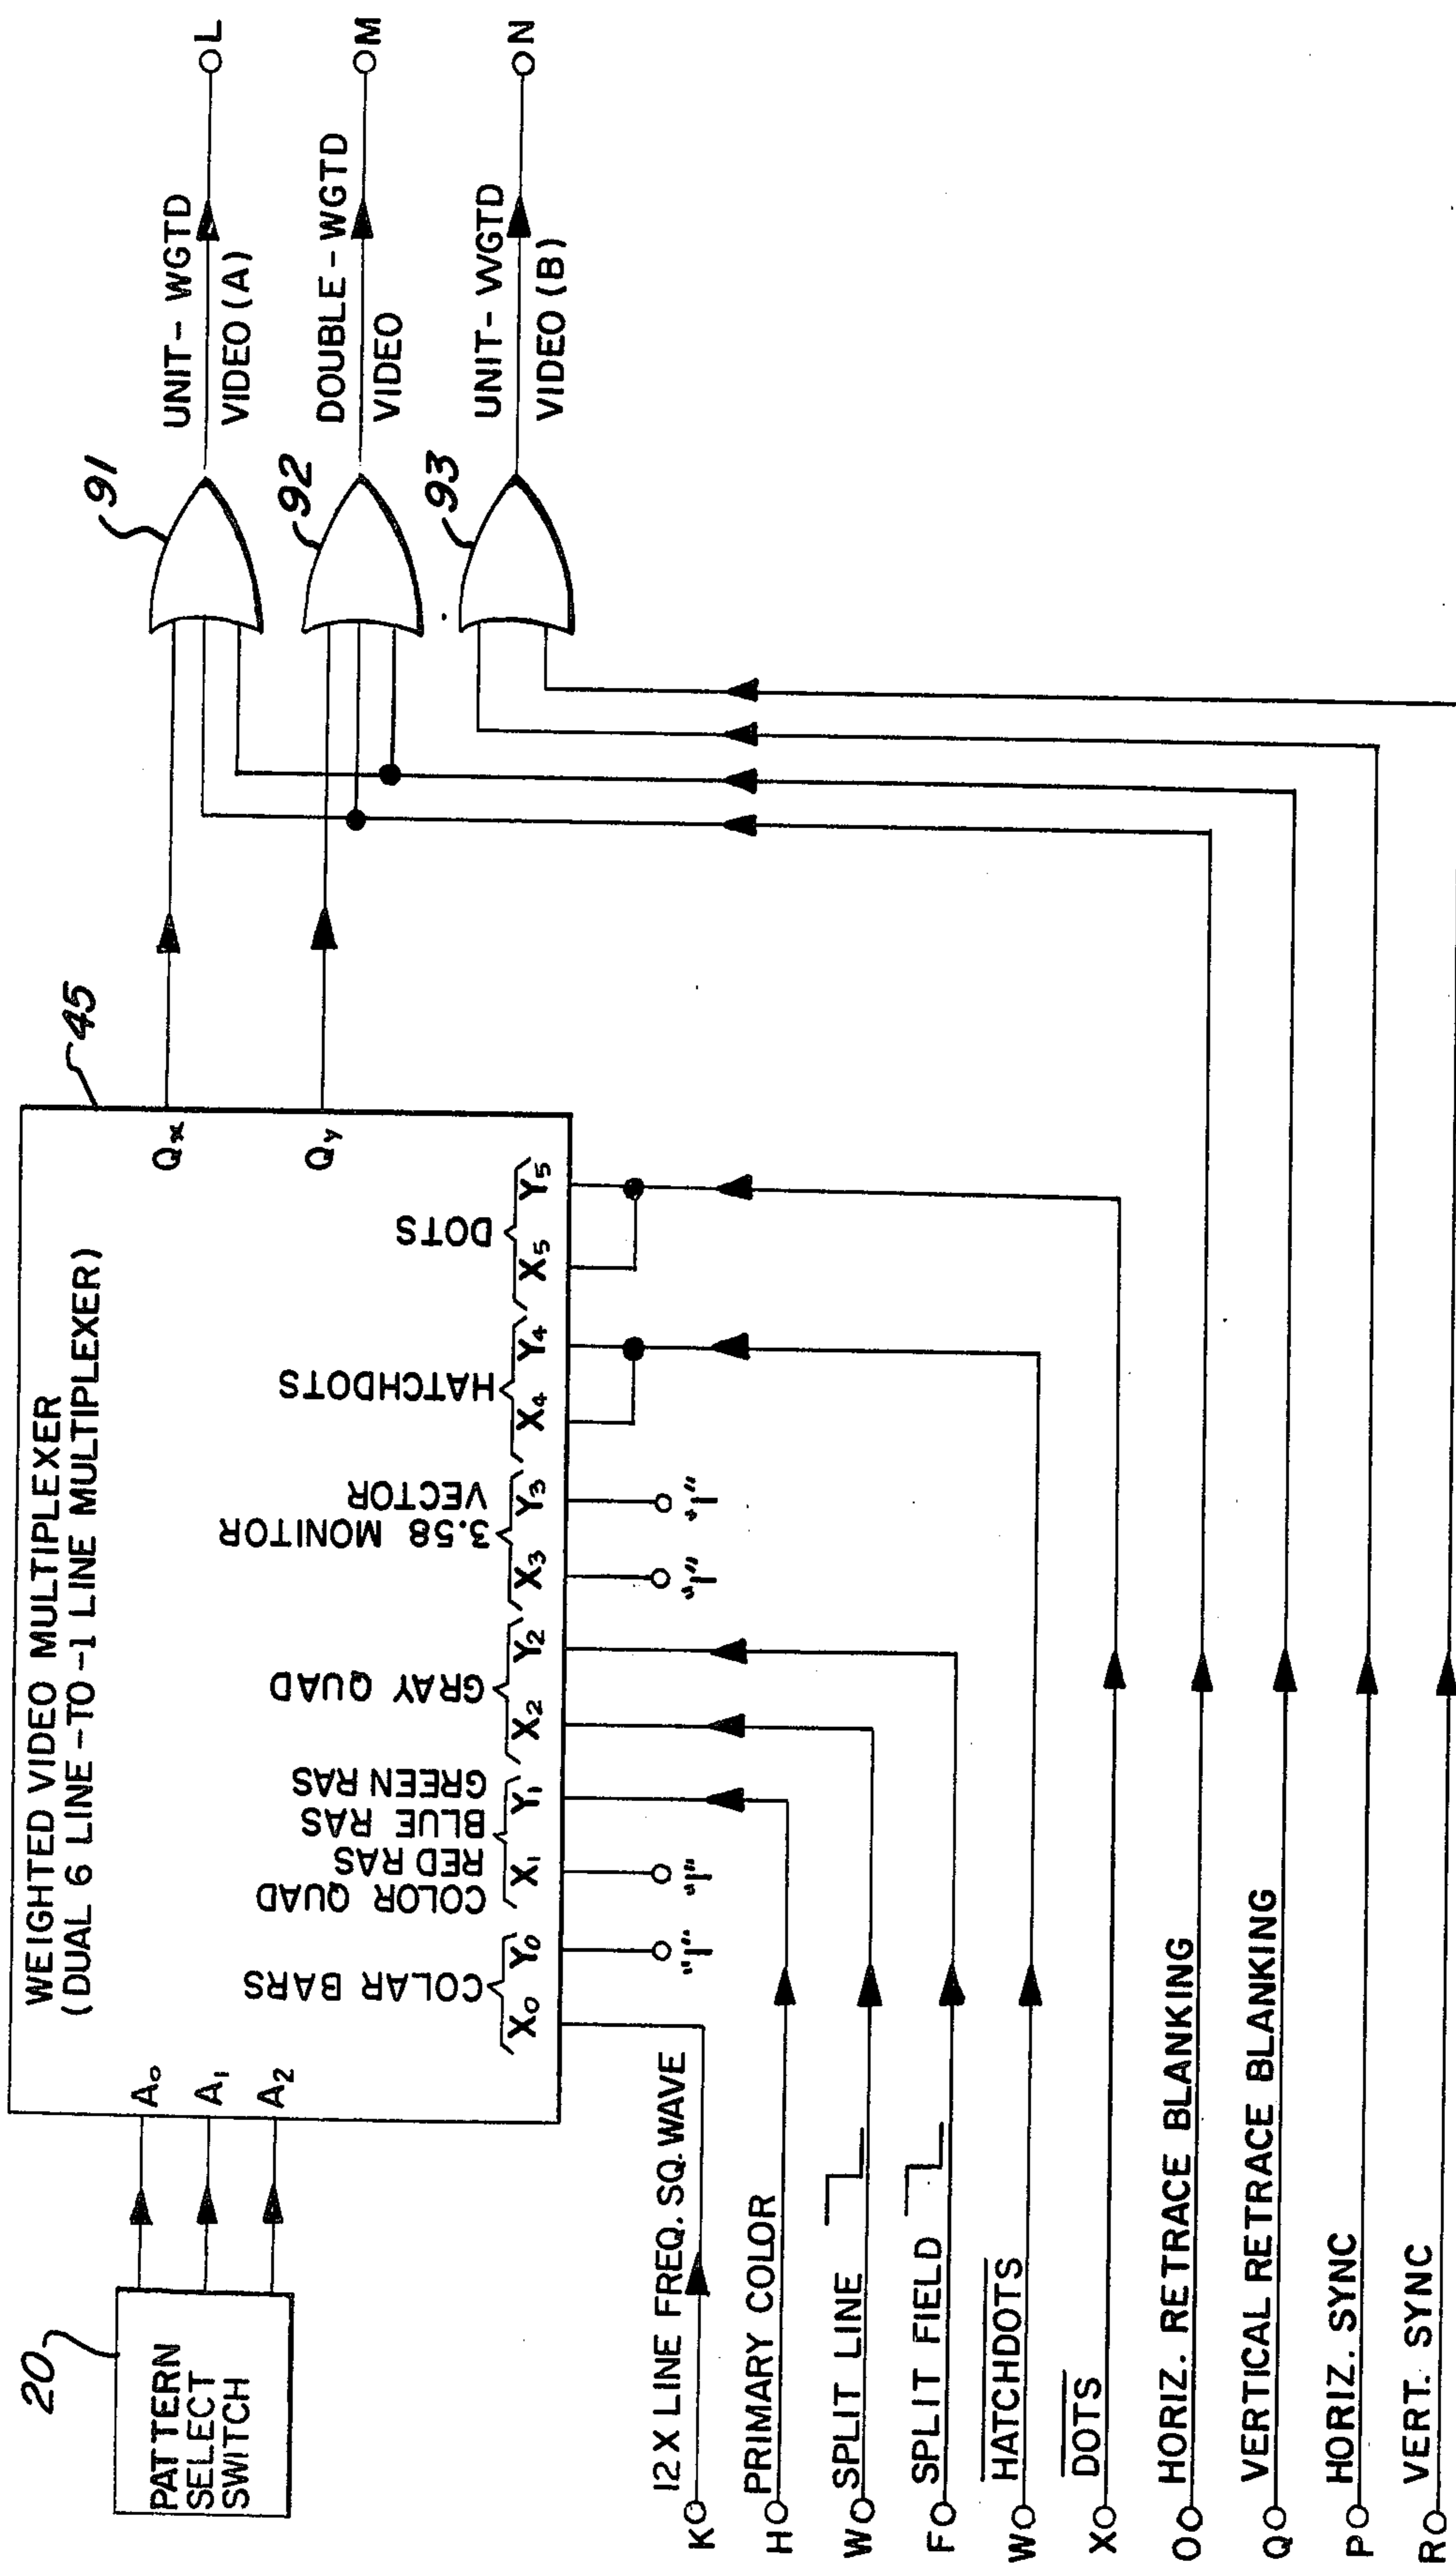 20
PATTERN
SELECT
SWITCH
WEIGHTED VIDEO MULTIPLEXER
(DUAL 6 LINE-TO-1 LINE MULTIPLEXER)
45
A0
A1
A2
Qx
Qy
COLAR BARS
COLOR QUAD
RED RAS
BLUE RAS
GREEN RAS
GRAY QUAD
3.58 MONITOR
VECTOR
HATCHDOTS
DOTS
X0 Y0 X1 Y1 X2 Y2 X3 Y3 X4 Y4 X5 Y5
"1" "1" "1" "1"
91
92
93
UNIT-WGTD
VIDEO (A)
L
DOUBLE-WGTD
VIDEO
M
UNIT-WGTD
VIDEO (B)
N
K 12 X LINE FREQ. SQ. WAVE
H PRIMARY COLOR
W SPLIT LINE
F SPLIT FIELD
W HATCHDOTS
X DOTS
O HORIZ. RETRACE BLANKING
Q VERTICAL RETRACE BLANKING
P HORIZ. SYNC
R VERT. SYNC